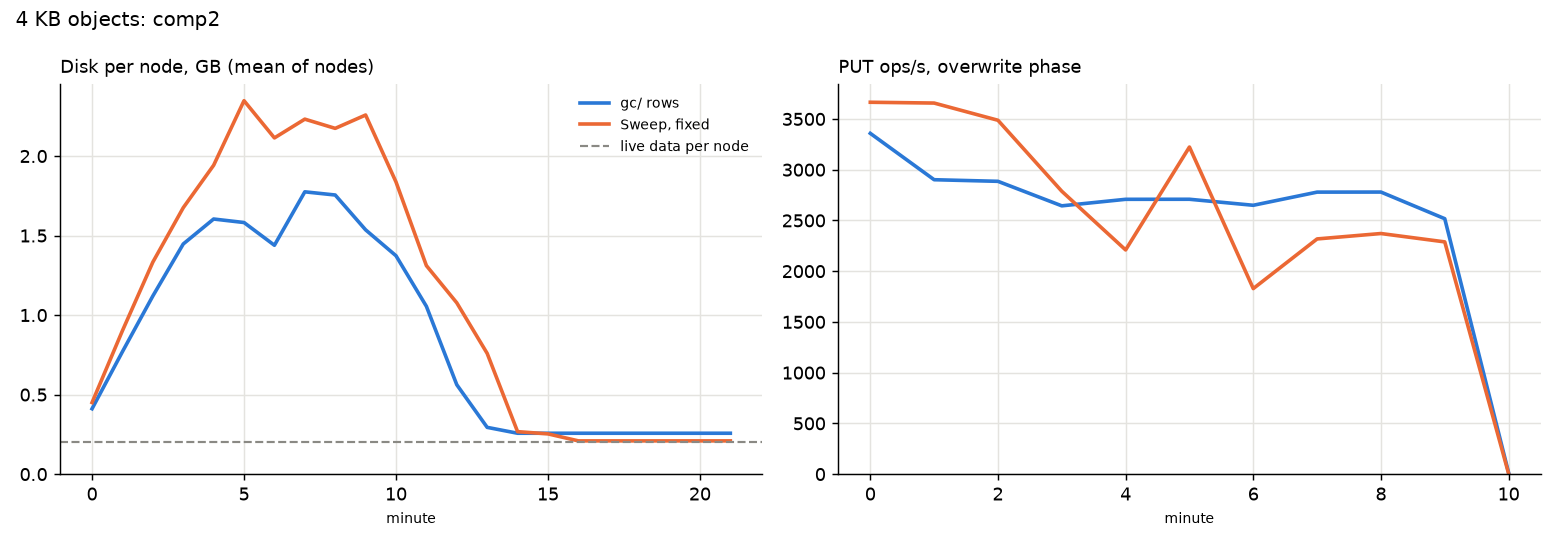 4 KB objects: comp2
Disk per node, GB (mean of nodes)
gc/ rows
Sweep, fixed
live data per node
2.0
1.5
1.0
0.5
0.0
0 5 10 15 20
minute
PUT ops/s, overwrite phase
3500
3000
2500
2000
1500
1000
500
0
0 2 4 6 8 10
minute